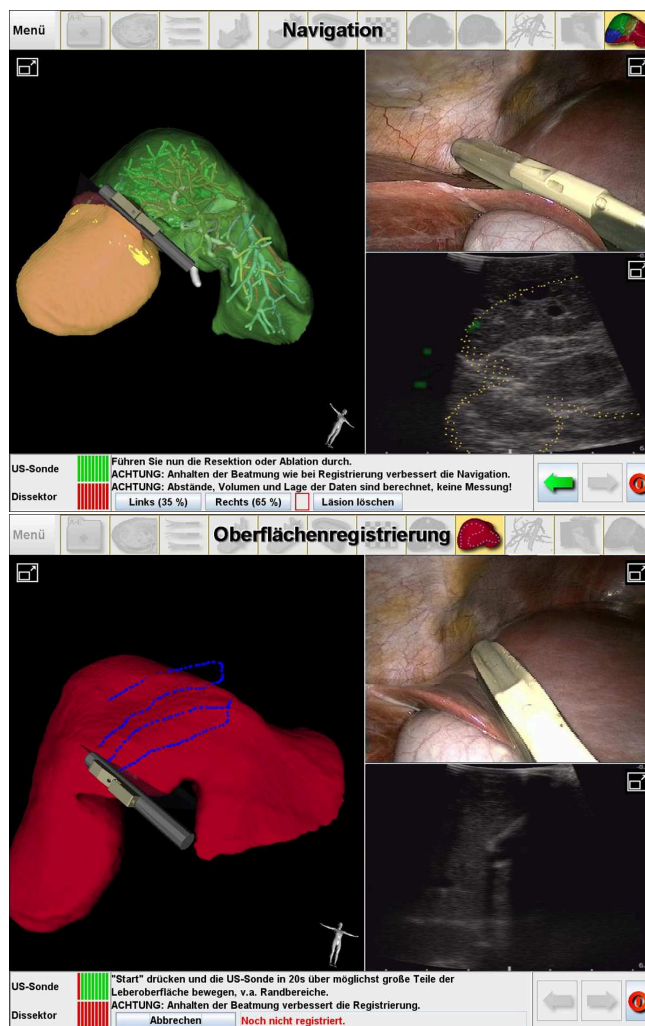 Menü
Navigation
US-Sonde
Dissektor
Führen Sie nun die Resektion oder Ablation durch.
ACHTUNG: Anhalten der Beatmung wie bei Registrierung verbessert die Navigation.
ACHTUNG: Abstände, Volumen und Lage der Daten sind berechnet, keine Messung!
Links (35 %) Rechts (65 %) Läsion löschen
Menü
Oberflächenregistrierung
US-Sonde
Dissektor
"Start" drücken und die US-Sonde in 20s über möglichst große Teile der
Leberoberfläche bewegen, v.a. Randbereiche.
ACHTUNG: Anhalten der Beatmung verbessert die Registrierung.
Abbrechen Noch nicht registriert.